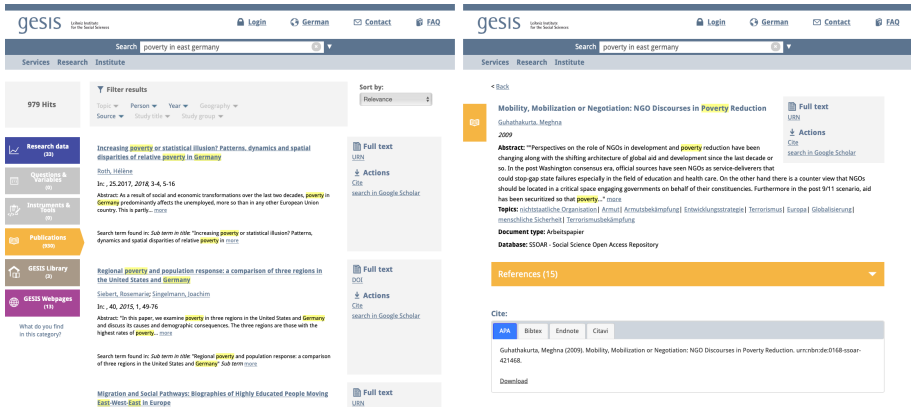 gesis Leibniz Institute
for the Social Sciences
Login German Contact FAQ
Search poverty in east germany
Services Research Institute
979 Hits
Filter results
Topic Person Year Geography
Source Study title Study group
Sort by:
Relevance
Research data
(33)
Questions &
Variables
(0)
Instruments &
Tools
(0)
Publications
(930)
GESIS Library
(3)
GESIS Webpages
(13)
What do you find
in this category?
Increasing poverty or statistical illusion? Patterns, dynamics and spatial
disparities of relative poverty in Germany
Roth, Hélène
In: , 25.2017, 2018, 3-4, 5-16
Abstract: As a result of social and economic transformations over the last two decades, poverty in
Germany predominantly affects the unemployed, more so than in any other European Union
country. This is partly... more
Search term found in: Sub term in title: "Increasing poverty or statistical illusion? Patterns,
dynamics and spatial disparities of relative poverty in more
Full text
URN
Actions
Cite
search in Google Scholar
Regional poverty and population response: a comparison of three regions in
the United States and Germany
Siebert, Rosemarie; Singelmann, Joachim
In: , 40, 2015, 1, 49-76
Abstract: "In this paper, we examine poverty in three regions in the United States and Germany
and discuss its causes and demographic consequences. The three regions are those with the
highest rates of poverty... more
Search term found in: Sub term in title: "Regional poverty and population response: a comparison
of three regions in the United States and Germany" Sub term more
Full text
DOI
Actions
Cite
search in Google Scholar
Migration and Social Pathways: Biographies of Highly Educated People Moving
East-West-East in Europe
Full text
URN
gesis Leibniz Institute
for the Social Sciences
Login German Contact FAQ
Search poverty in east germany
Services Research Institute
< Back
Mobility, Mobilization or Negotiation: NGO Discourses in Poverty Reduction
Guhathakurta, Meghna
2009
Abstract: ""Perspectives on the role of NGOs in development and poverty reduction have been
changing along with the shifting architecture of global aid and development since the last decade or
so. In the post Washington consensus era, official sources have seen NGOs as service-deliverers that
could stop-gap state failures especially in the field of education and health care. On the other hand there is a counter view that NGOs
should be located in a critical space engaging governments on behalf of their constituents. Furthermore in the post 9/11 scenario, aid
has been securitized so that poverty..." more
Topics: nichtstaatliche Organisation| Armut| Armutsbekämpfung| Entwicklungsstrategie| Terrorismus| Europa| Globalisierung|
menschliche Sicherheit| Terrorismusbekämpfung
Document type: Arbeitspapier
Database: SSOAR - Social Science Open Access Repository
Full text
URN
Actions
Cite
search in Google Scholar
References (15)
Cite:
APA Bibtex Endnote Citavi
Guhathakurta, Meghna (2009). Mobility, Mobilization or Negotiation: NGO Discourses in Poverty Reduction. urn:nbn:de:0168-ssoar-
421468.
Download